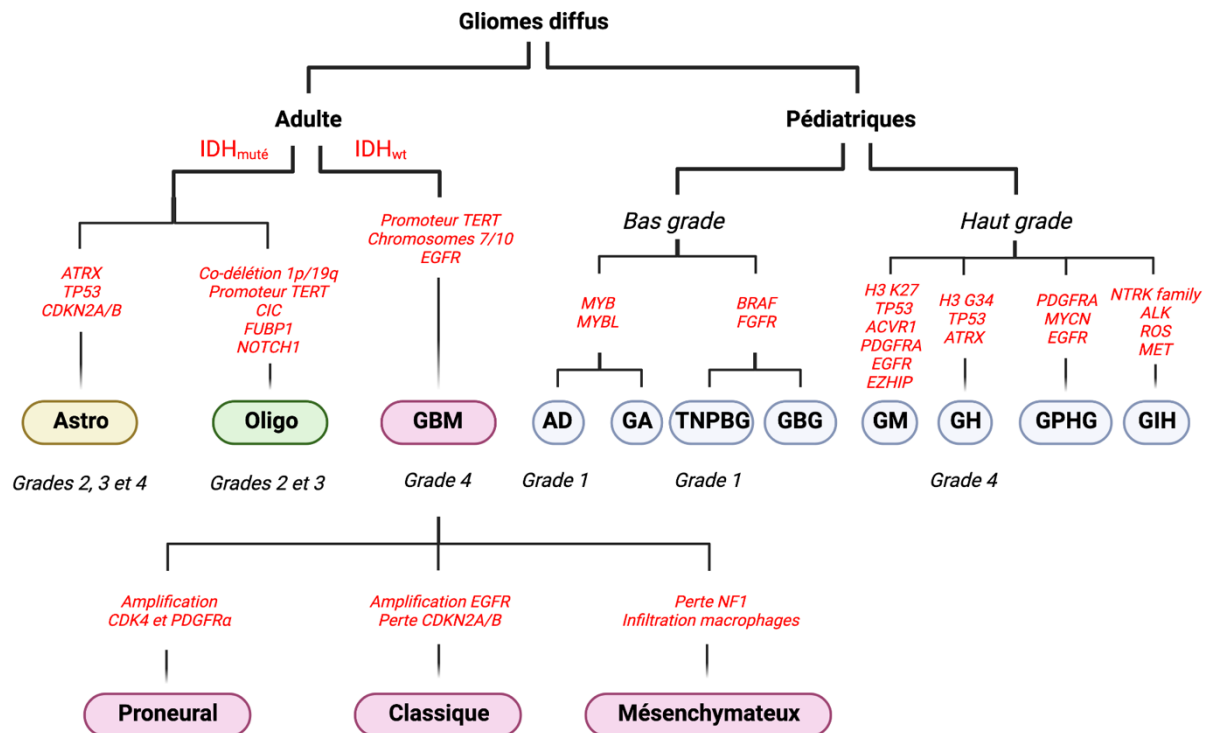 Gliomes diffus
Adulte
Pédiatriques
IDHmuté
IDHwt
Bas grade
Haut grade
ATRX
TP53
CDKN2A/B
Co-délétion 1p/19q
Promoteur TERT
CIC
FUBP1
NOTCH1
Promoteur TERT
Chromosomes 7/10
EGFR
MYB
MYBL
BRAF
FGFR
H3 K27
TP53
ACVR1
PDGFRA
EGFR
EZHIP
H3 G34
TP53
ATRX
PDGFRA
MYCN
EGFR
NTRK family
ALK
ROS
MET
Astro
Oligo
GBM
AD
GA
TNPBG
GBG
GM
GH
GPHG
GIH
Grades 2, 3 et 4
Grades 2 et 3
Grade 4
Grade 1
Grade 1
Grade 4
Amplification
CDK4 et PDGFRα
Amplification EGFR
Perte CDKN2A/B
Perte NF1
Infiltration macrophages
Proneural
Classique
Mésenchymateux